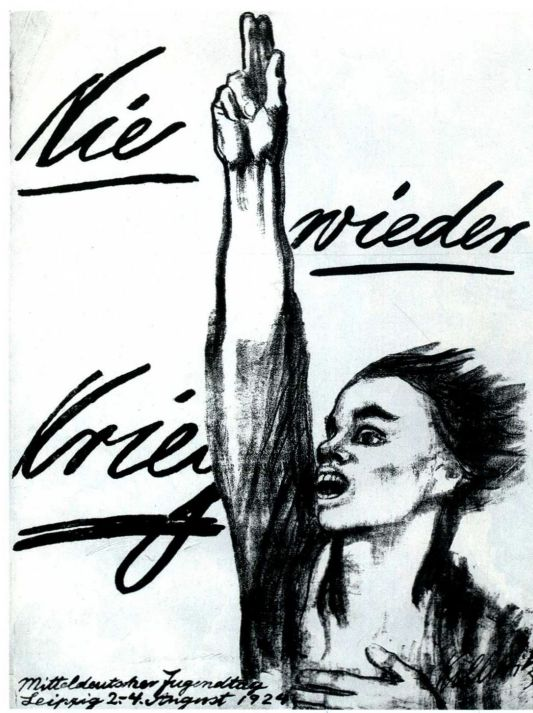 Nie
wieder
Krieg
Mitteldeutscher Jugendtag
Leipzig 2.-4. August 1924